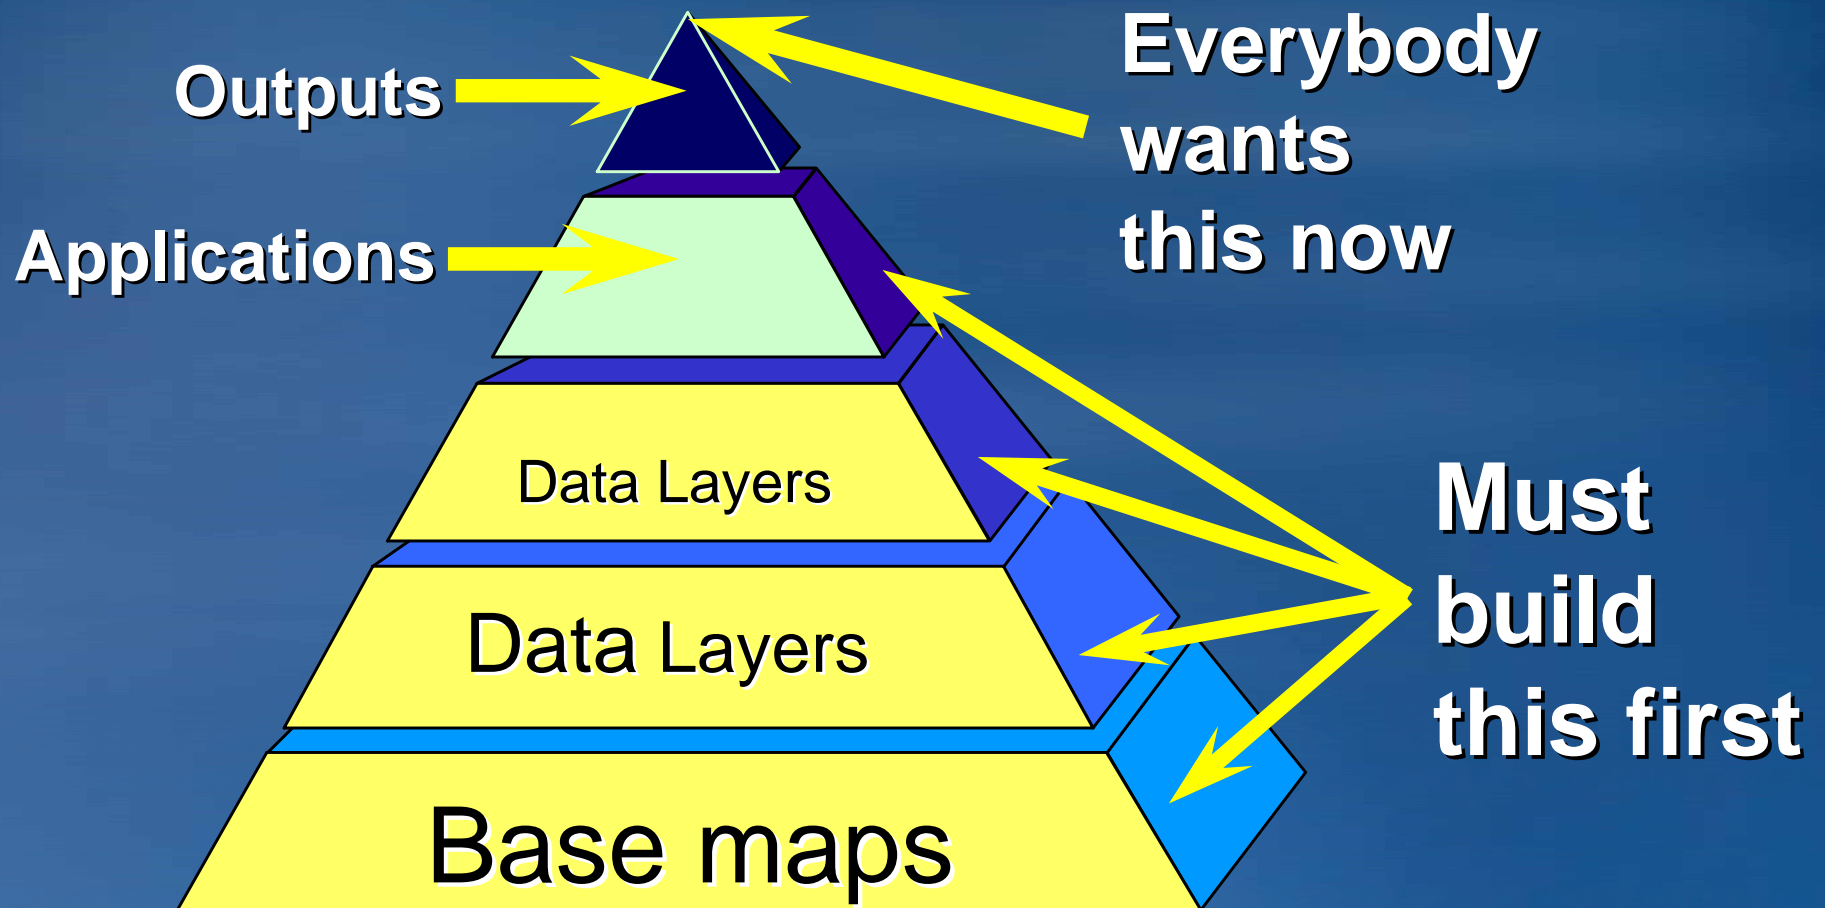 Outputs
Everybody
wants
this now
Applications
Data Layers
Must
build
this first
Data Layers
Base maps